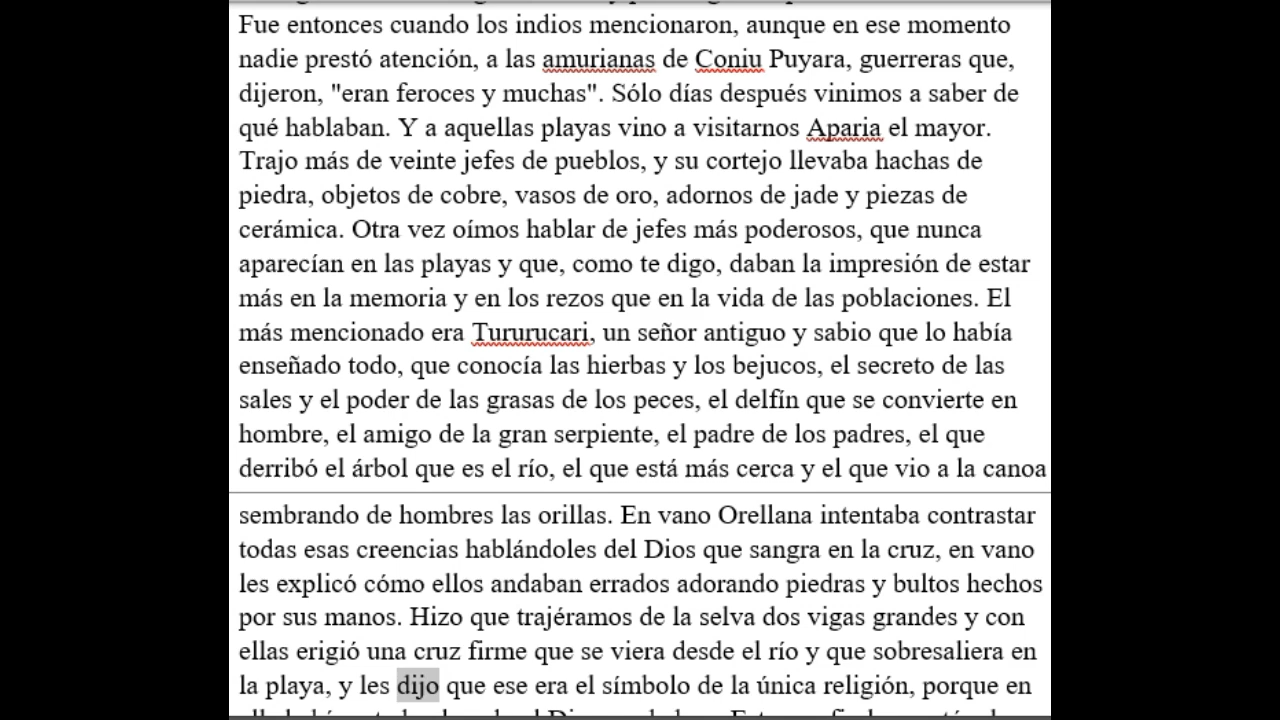 Fue entonces cuando los indios mencionaron, aunque en ese momento
nadie prestó atención, a las amurianas de Coniu Puyara, guerreras que,
dijeron, "eran feroces y muchas". Sólo días después vinimos a saber de
qué hablaban. Y a aquellas playas vino a visitarnos Aparia el mayor.
Trajo más de veinte jefes de pueblos, y su cortejo llevaba hachas de
piedra, objetos de cobre, vasos de oro, adornos de jade y piezas de
cerámica. Otra vez oímos hablar de jefes más poderosos, que nunca
aparecían en las playas y que, como te digo, daban la impresión de estar
más en la memoria y en los rezos que en la vida de las poblaciones. El
más mencionado era Tururucari, un señor antiguo y sabio que lo había
enseñado todo, que conocía las hierbas y los bejucos, el secreto de las
sales y el poder de las grasas de los peces, el delfín que se convierte en
hombre, el amigo de la gran serpiente, el padre de los padres, el que
derribó el árbol que es el río, el que está más cerca y el que vio a la canoa
sembrando de hombres las orillas. En vano Orellana intentaba contrastar
todas esas creencias hablándoles del Dios que sangra en la cruz, en vano
les explicó cómo ellos andaban errados adorando piedras y bultos hechos
por sus manos. Hizo que trajéramos de la selva dos vigas grandes y con
ellas erigió una cruz firme que se viera desde el río y que sobresaliera en
la playa, y les dijo que ese era el símbolo de la única religión, porque en